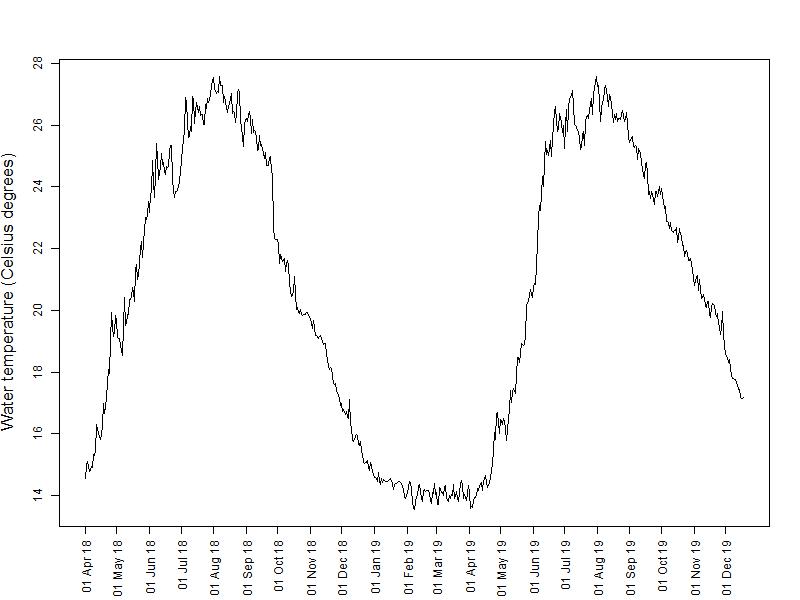 Water temperature (Celsius degrees)
28
26
24
22
20
18
16
14
01 Apr 18
01 May 18
01 Jun 18
01 Jul 18
01 Aug 18
01 Sep 18
01 Oct 18
01 Nov 18
01 Dec 18
01 Jan 19
01 Feb 19
01 Mar 19
01 Apr 19
01 May 19
01 Jun 19
01 Jul 19
01 Aug 19
01 Sep 19
01 Oct 19
01 Nov 19
01 Dec 19